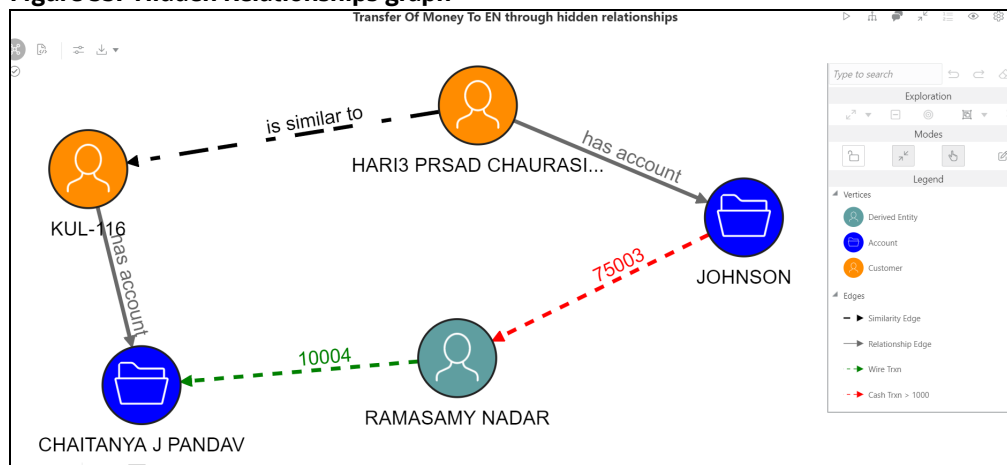 Transfer Of Money To EN through hidden relationships
is similar to
HARI3 PRSAD CHAURASI...
has account
KUL-116
has account
75003
JOHNSON
10004
RAMASAMY NADAR
CHAITANYA J PANDAV
Type to search
Exploration
Modes
Legend
Vertices
Derived Entity
Account
Customer
Edges
Similarity Edge
Relationship Edge
Wire Trxn
Cash Trxn > 1000